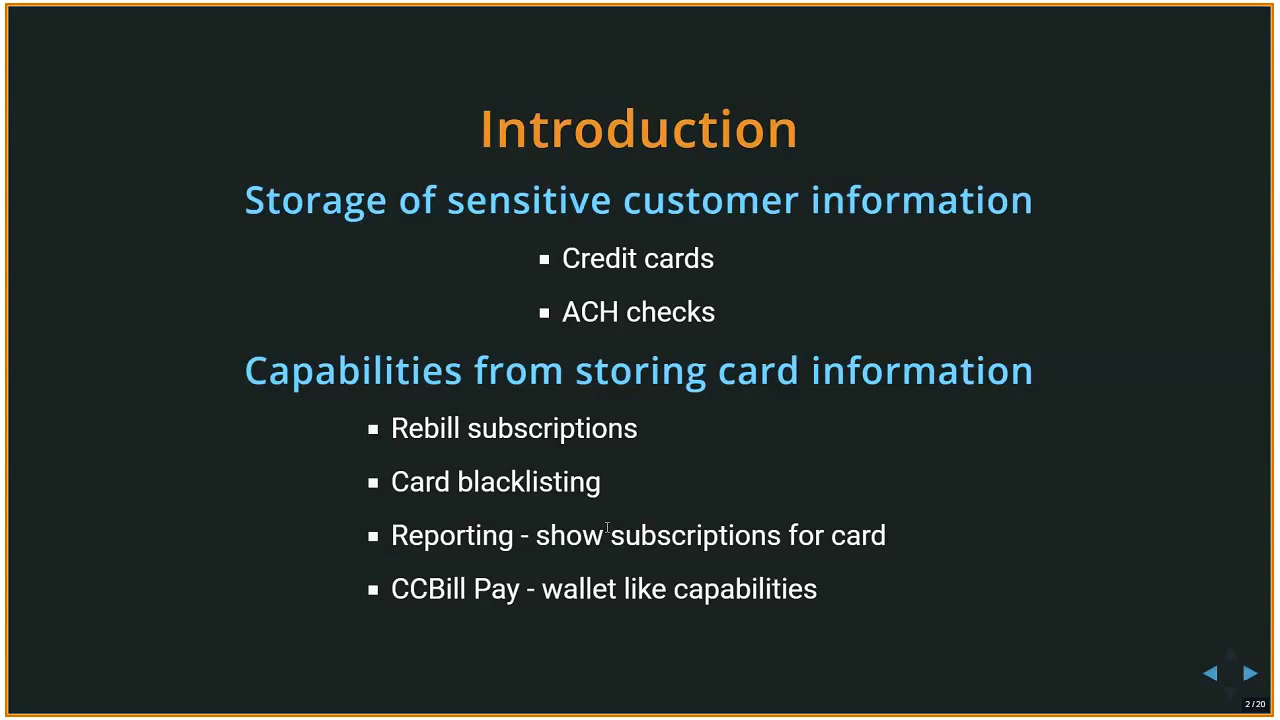 Introduction
Storage of sensitive customer information
▪ Credit cards
▪ ACH checks
Capabilities from storing card information
▪ Rebill subscriptions
▪ Card blacklisting
▪ Reporting - show subscriptions for card
▪ CCBill Pay - wallet like capabilities
2 / 20